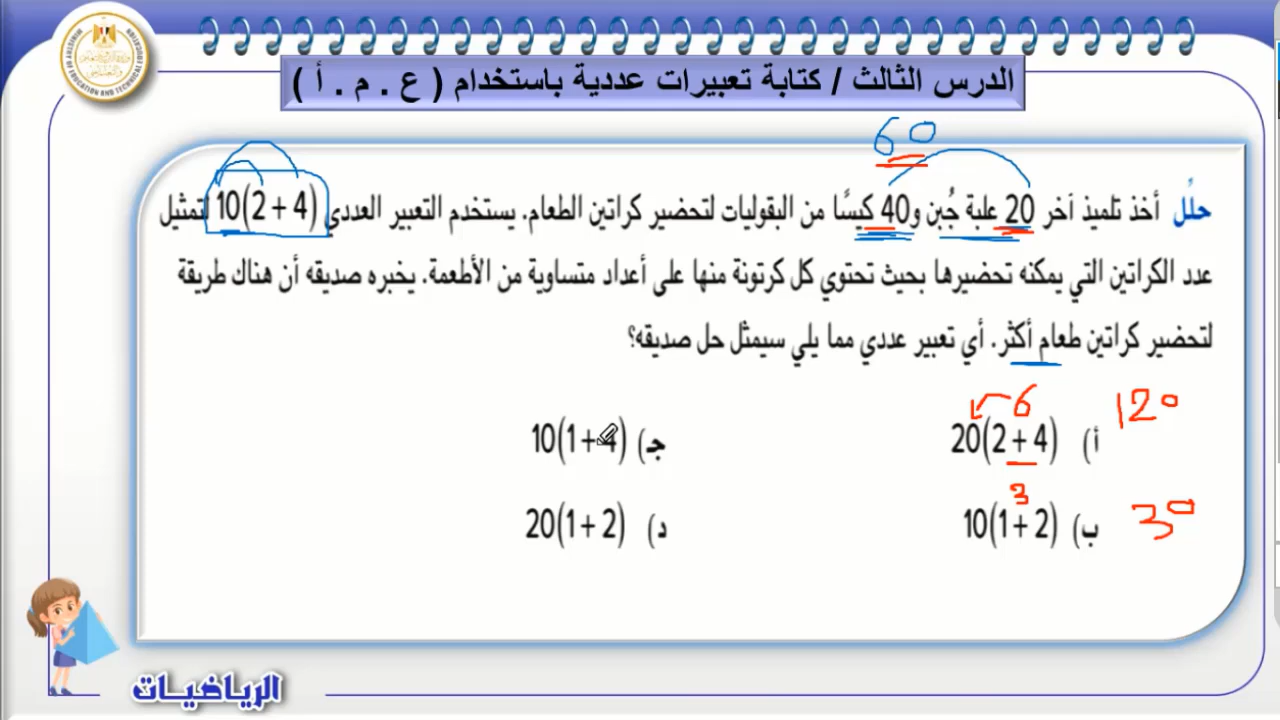 الدرس الثالث / كتابة تعبيرات عددية باستخدام ( ع . م . أ )
60
حلِّل أخذ تلميذ آخر 20 علبة جُبن و40 كيسًا من البقوليات لتحضير كراتين الطعام. يستخدم التعبير العددي 10(2 + 4) لتمثيل
عدد الكراتين التي يمكنه تحضيرها بحيث تحتوي كل كرتونة منها على أعداد متساوية من الأطعمة. يخبره صديقه أن هناك طريقة
لتحضير كراتين طعام أكثر. أي تعبير عددي مما يلي سيمثل حل صديقه؟
6
أ) 20(2 + 4) 120
جـ) 10(1 + 4)
3
ب) 10(1 + 2) 30
د) 20(1 + 2)
الرياضيات